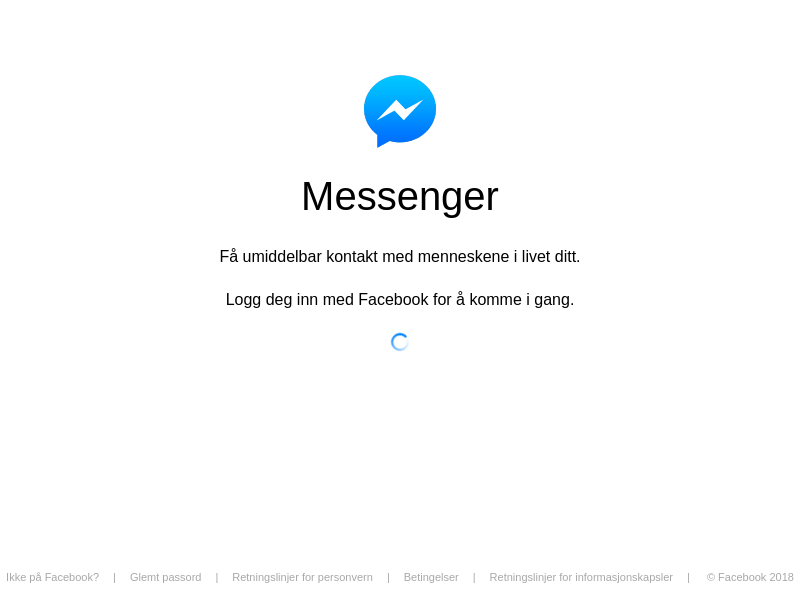 Messenger
Få umiddelbar kontakt med menneskene i livet ditt.
Logg deg inn med Facebook for å komme i gang.
Ikke på Facebook? | Glemt passord | Retningslinjer for personvern | Betingelser | Retningslinjer for informasjonskapsler | © Facebook 2018